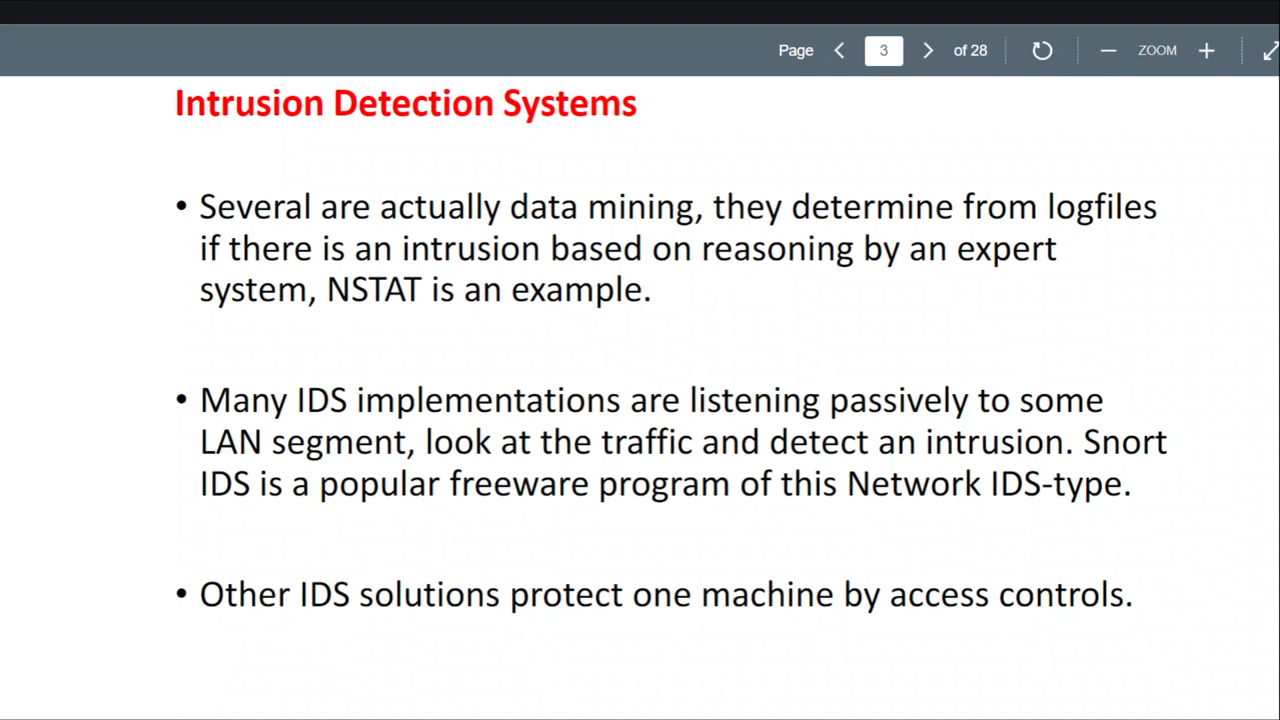 Page 3 of 28 ZOOM
Intrusion Detection Systems
• Several are actually data mining, they determine from logfiles
if there is an intrusion based on reasoning by an expert
system, NSTAT is an example.
• Many IDS implementations are listening passively to some
LAN segment, look at the traffic and detect an intrusion. Snort
IDS is a popular freeware program of this Network IDS-type.
• Other IDS solutions protect one machine by access controls.